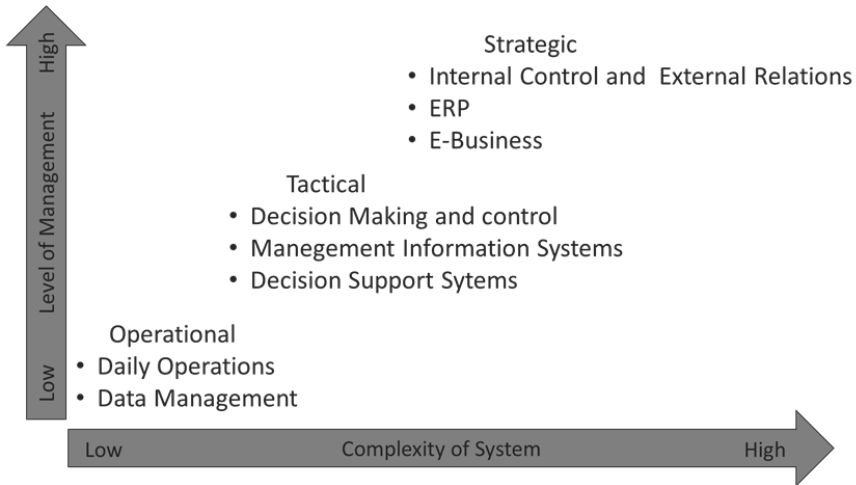 High
Level of Management
Low
Strategic
• Internal Control and  External Relations
• ERP
• E-Business
Tactical
• Decision Making and control
• Manegement Information Systems
• Decision Support Sytems
Operational
• Daily Operations
• Data Management
Low
Complexity of System
High